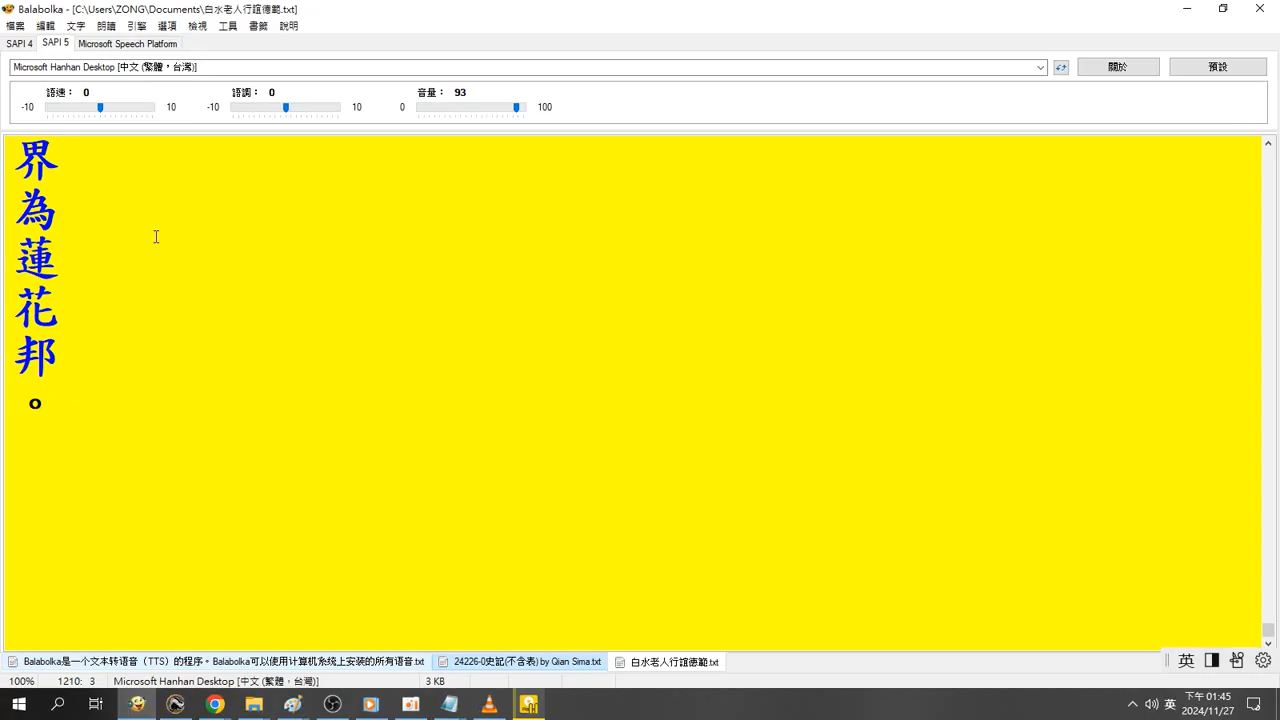 Balabolka - [C:\Users\ZONG\Documents\白水老人行誼德範.txt]
檔案 編輯 文字 朗讀 引擎 選項 檢視 工具 書籤 說明
SAPI 4 SAPI 5 Microsoft Speech Platform
Microsoft Hanhan Desktop [中文 (繁體，台灣)] 關於 預設
語速： 0 語調： 0 音量： 93
-10 10 -10 10 0 100
界
為
蓮
花
邦
。
Balabolka是一个文本转语音（TTS）的程序。Balabolka可以使用计算机系统上安装的所有语音.txt 24226-0史記(不含表) by Qian Sima.txt 白水老人行誼德範.txt 英
100% 1210: 3 Microsoft Hanhan Desktop [中文 (繁體，台灣)] 3 KB
英 下午 01:45
2024/11/27